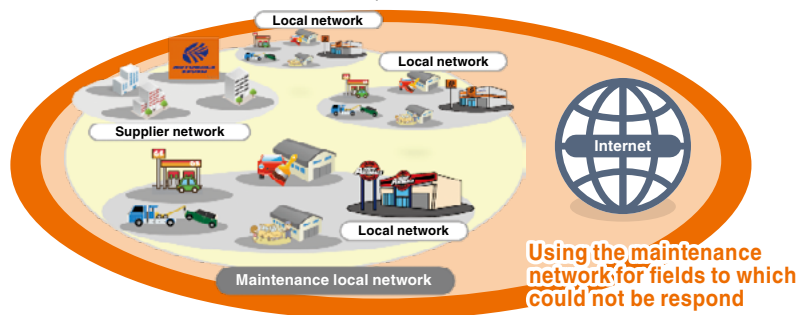 Local network
Local network
Supplier network
Internet
Local network
Maintenance local network
Using the maintenance
network for fields to which
could not be respond